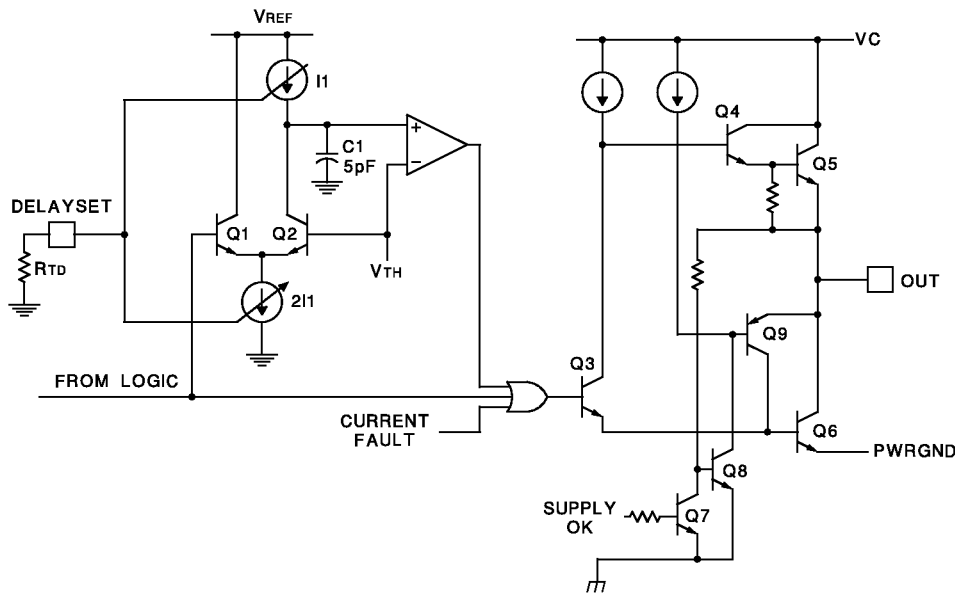 VREF
VC
I1
Q4
C1
5pF
+
−
Q5
DELAYSET
Q1
Q2
RTD
VTH
2I1
OUT
Q9
Q3
FROM LOGIC
CURRENT
FAULT
Q6
PWRGND
Q8
SUPPLY
OK
Q7